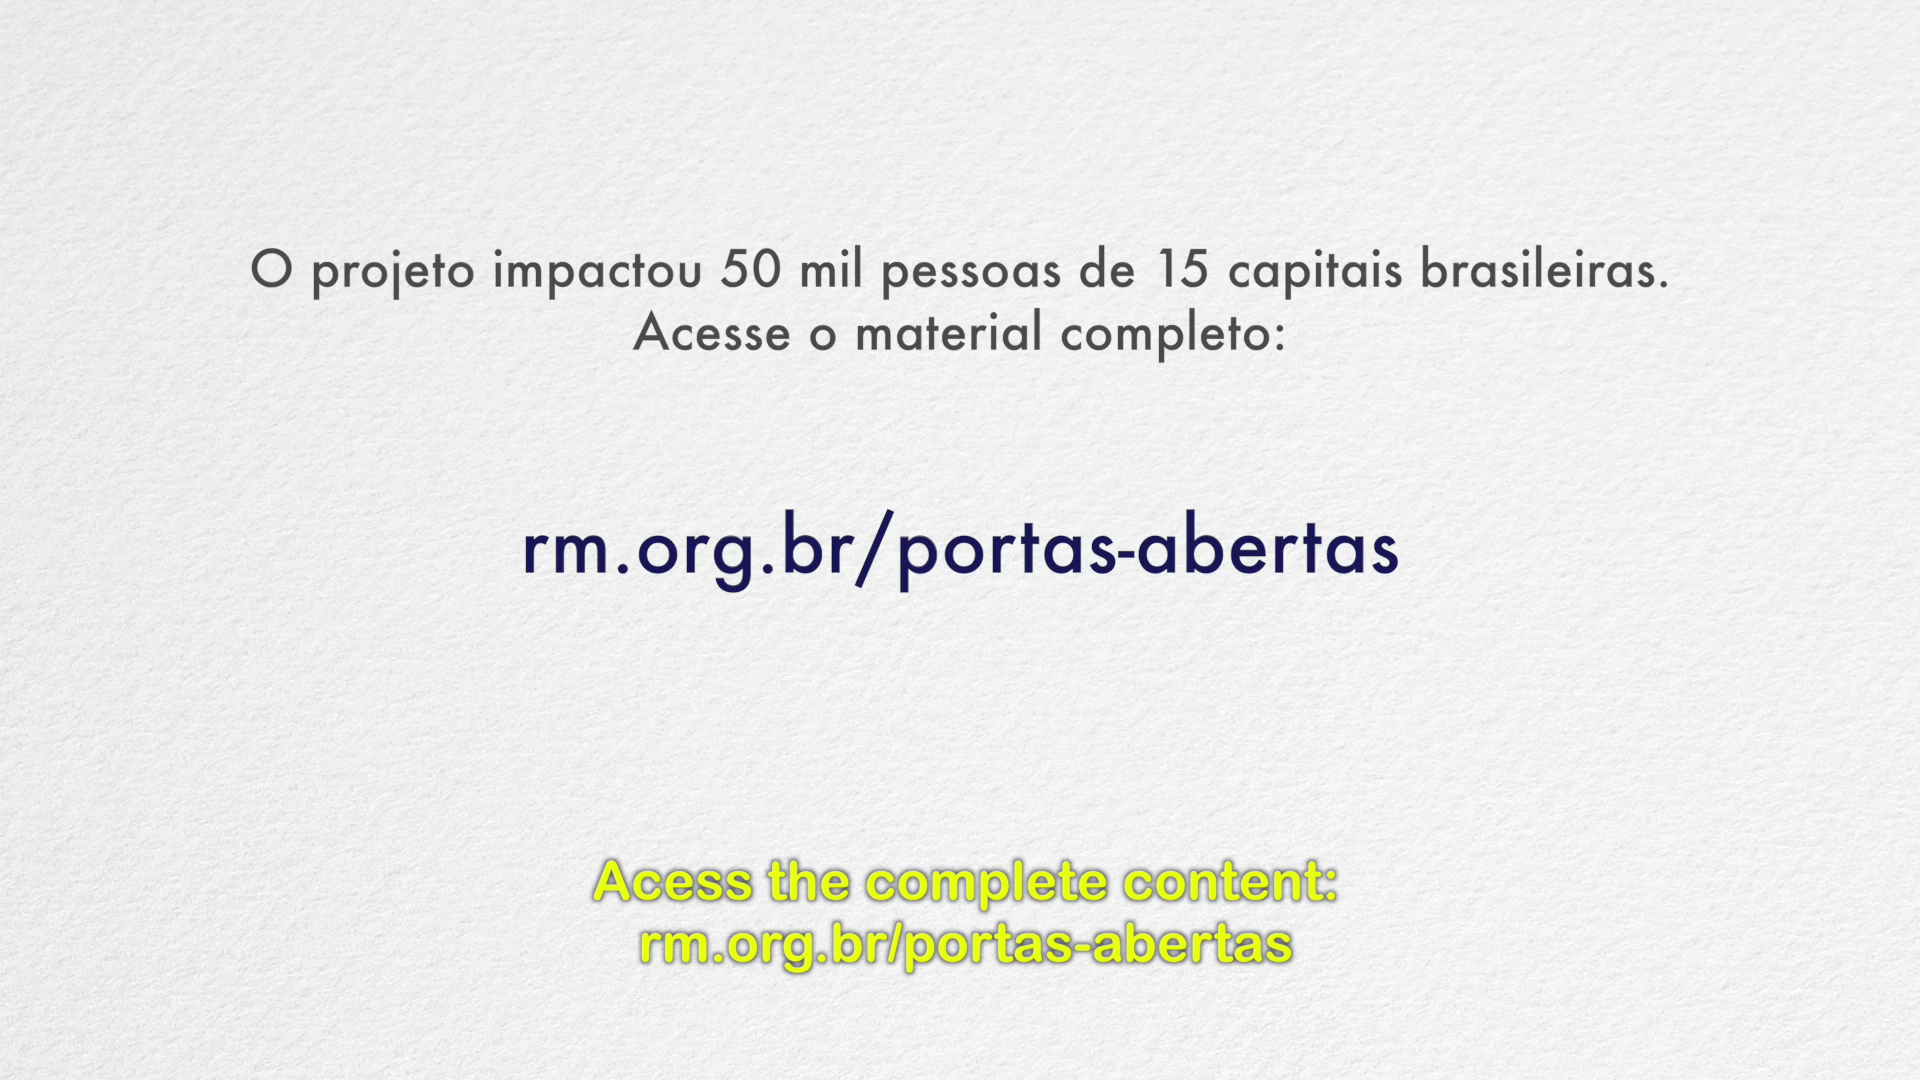 O projeto impactou 50 mil pessoas de 15 capitais brasileiras.
Acesse o material completo:
rm.org.br/portas-abertas
Acess the complete content:
rm.org.br/portas-abertas